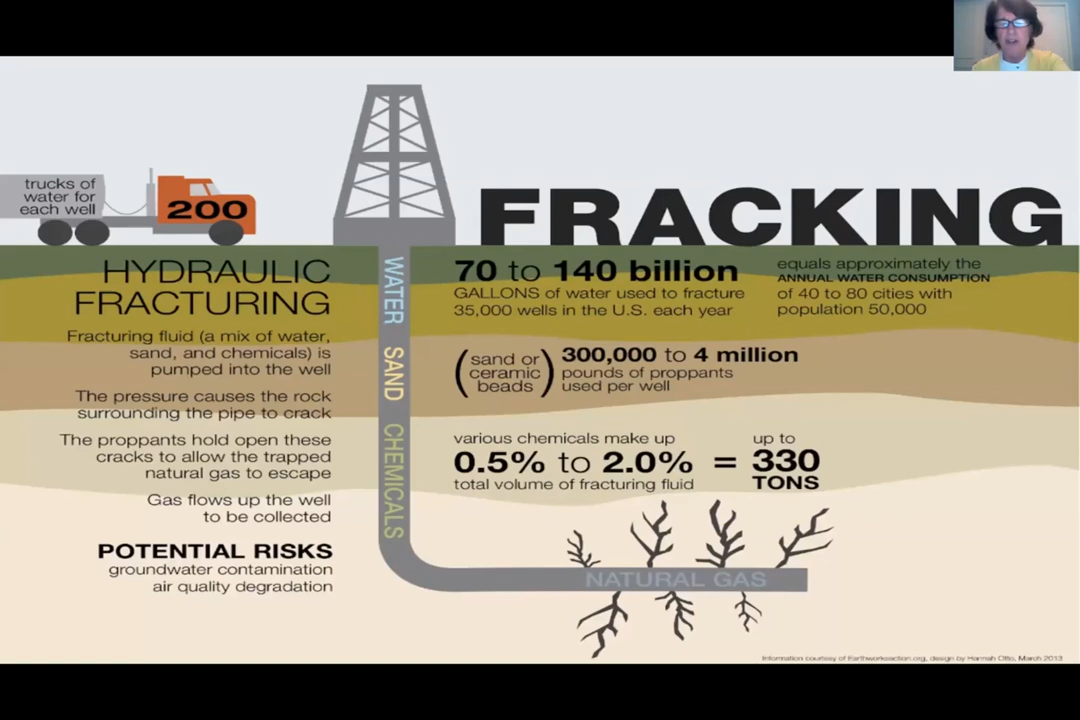 trucks of
water for
each well
200
FRACKING
HYDRAULIC
FRACTURING
Fracturing fluid (a mix of water,
sand, and chemicals) is
pumped into the well
The pressure causes the rock
surrounding the pipe to crack
The proppants hold open these
cracks to allow the trapped
natural gas to escape
Gas flows up the well
to be collected
POTENTIAL RISKS
groundwater contamination
air quality degradation
WATER SAND CHEMICALS
70 to 140 billion
GALLONS of water used to fracture
35,000 wells in the U.S. each year
equals approximately the
ANNUAL WATER CONSUMPTION
of 40 to 80 cities with
population 50,000
(sand or
ceramic
beads)
300,000 to 4 million
pounds of proppants
used per well
various chemicals make up
0.5% to 2.0%
total volume of fracturing fluid
=
up to
330
TONS
NATURAL GAS
Information courtesy of Earthworksaction.org, design by Hannah Otto, March 2013